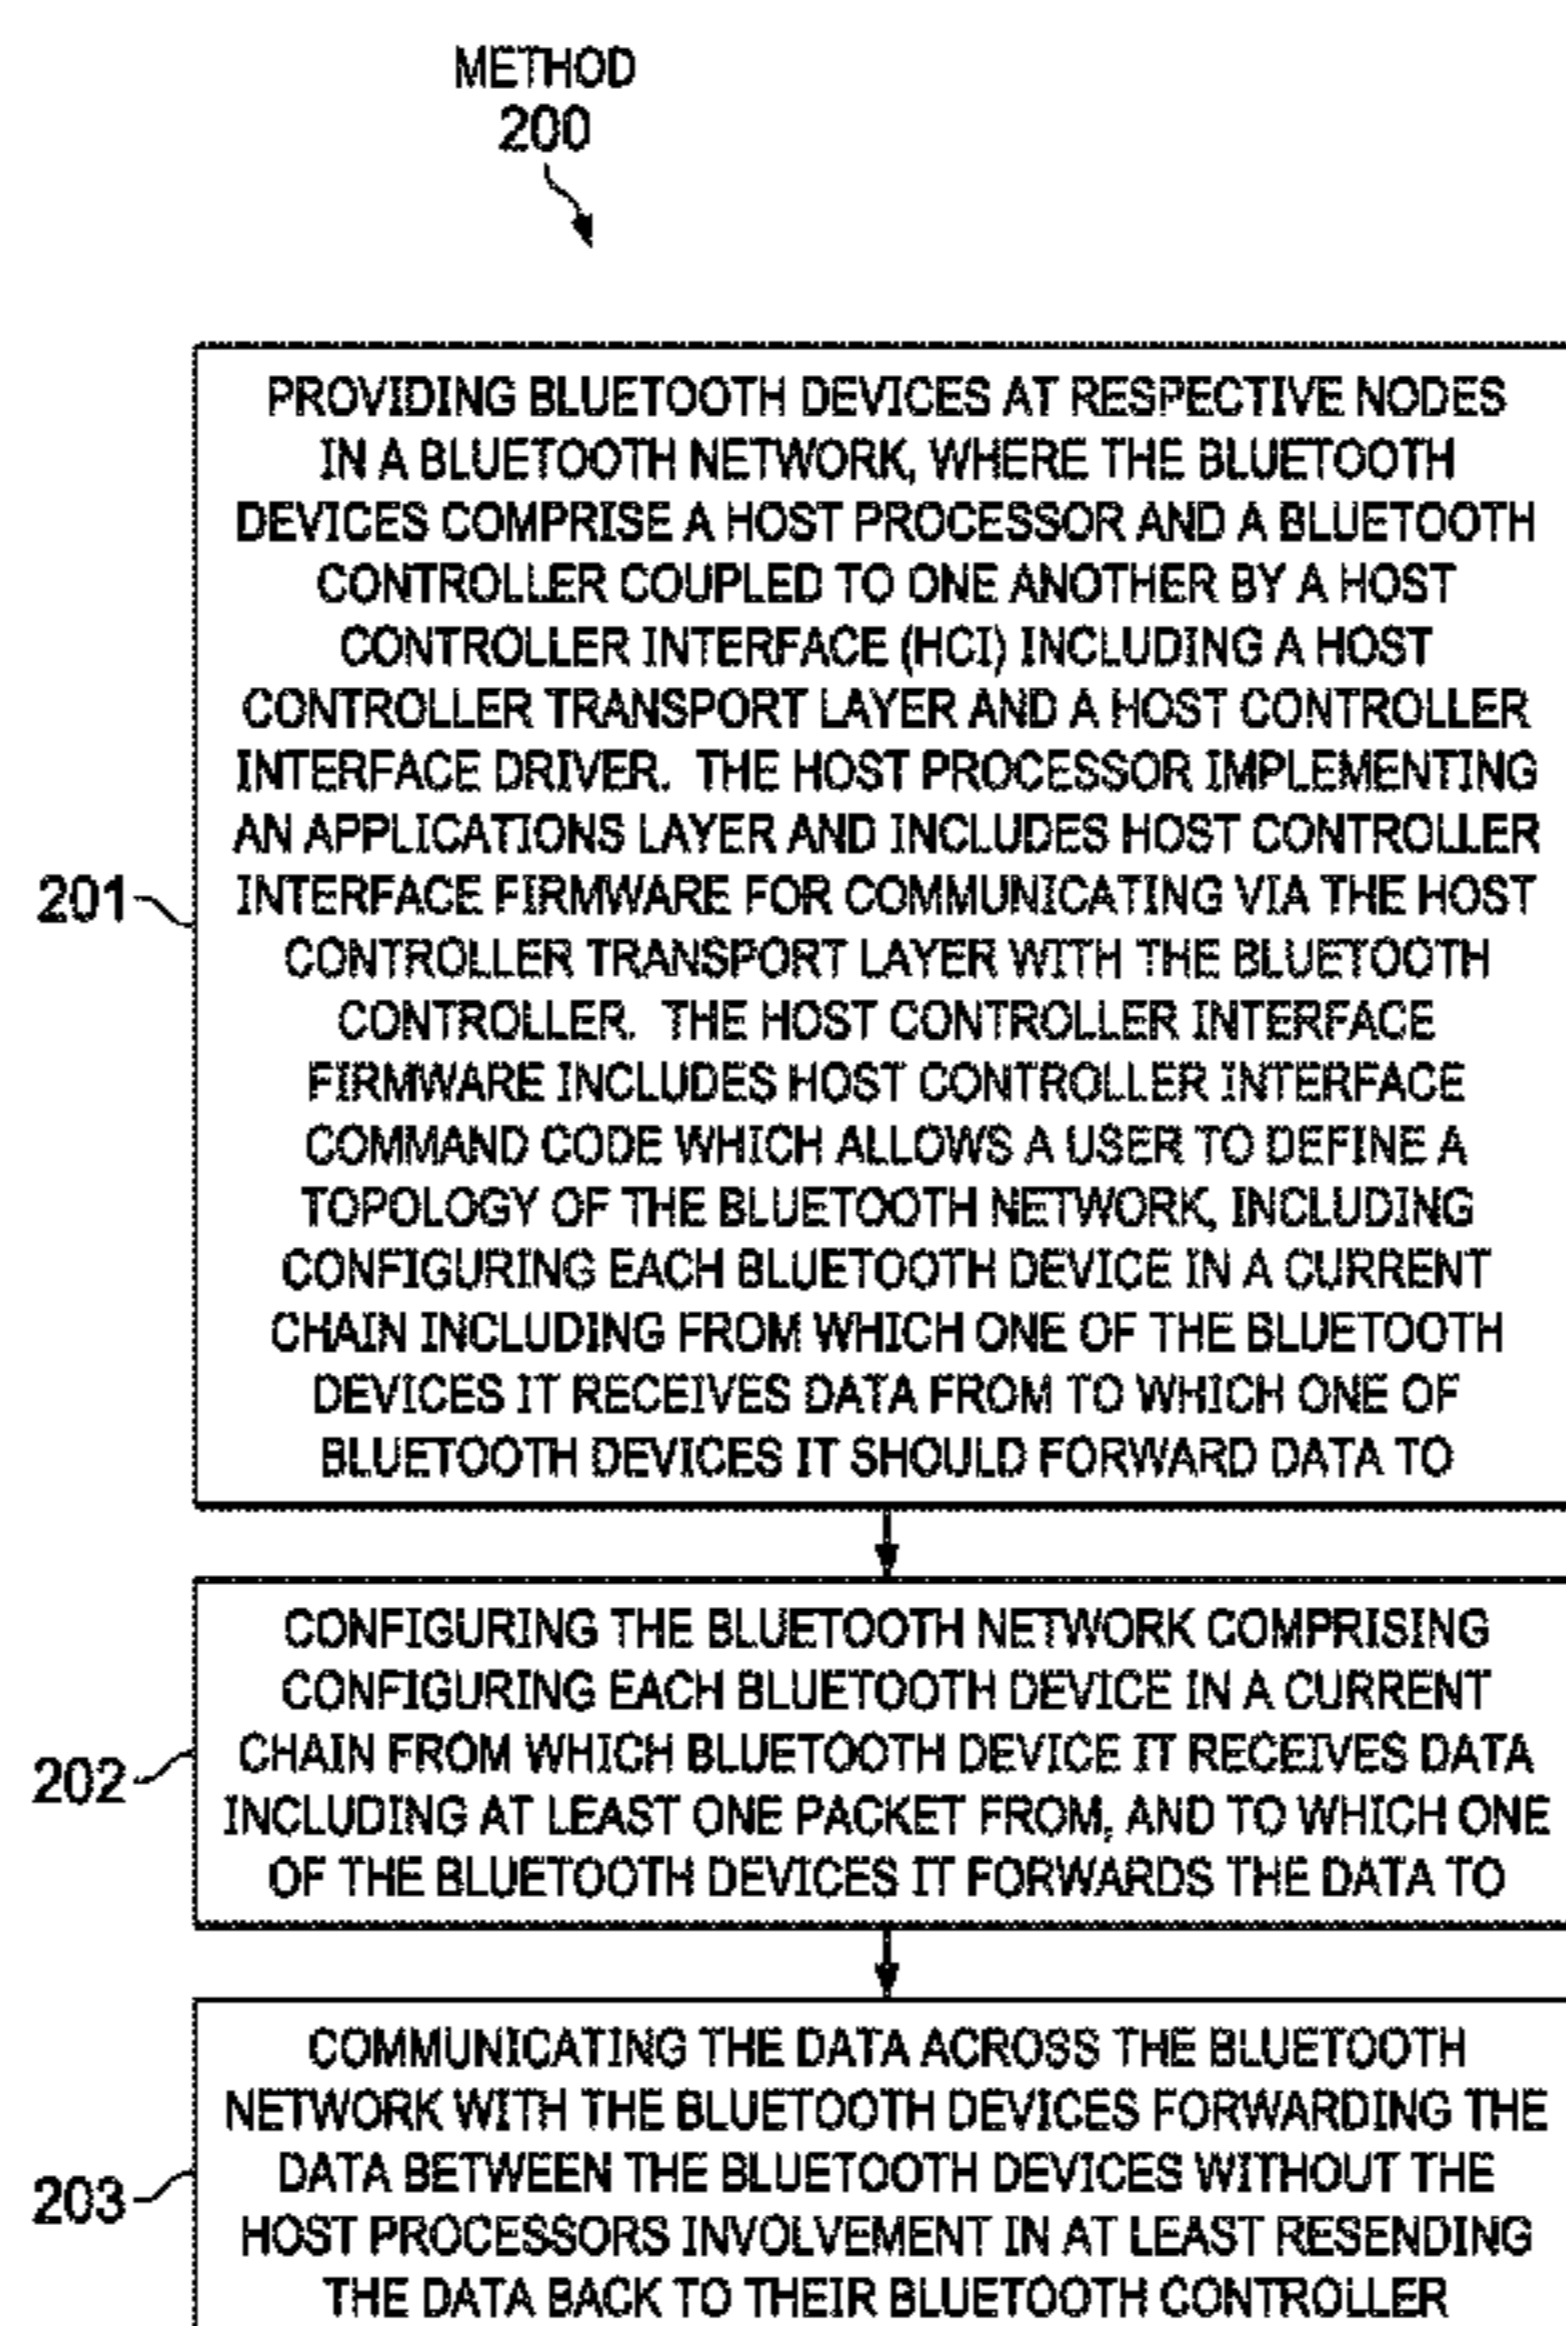 METHOD
200
PROVIDING BLUETOOTH DEVICES AT RESPECTIVE NODES
IN A BLUETOOTH NETWORK, WHERE THE BLUETOOTH
DEVICES COMPRISE A HOST PROCESSOR AND A BLUETOOTH
CONTROLLER COUPLED TO ONE ANOTHER BY A HOST
CONTROLLER INTERFACE (HCI) INCLUDING A HOST
CONTROLLER TRANSPORT LAYER AND A HOST CONTROLLER
INTERFACE DRIVER. THE HOST PROCESSOR IMPLEMENTING
AN APPLICATIONS LAYER AND INCLUDES HOST CONTROLLER
INTERFACE FIRMWARE FOR COMMUNICATING VIA THE HOST
CONTROLLER TRANSPORT LAYER WITH THE BLUETOOTH
CONTROLLER. THE HOST CONTROLLER INTERFACE
FIRMWARE INCLUDES HOST CONTROLLER INTERFACE
COMMAND CODE WHICH ALLOWS A USER TO DEFINE A
TOPOLOGY OF THE BLUETOOTH NETWORK, INCLUDING
CONFIGURING EACH BLUETOOTH DEVICE IN A CURRENT
CHAIN INCLUDING FROM WHICH ONE OF THE BLUETOOTH
DEVICES IT RECEIVES DATA FROM TO WHICH ONE OF
BLUETOOTH DEVICES IT SHOULD FORWARD DATA TO
201
CONFIGURING THE BLUETOOTH NETWORK COMPRISING
CONFIGURING EACH BLUETOOTH DEVICE IN A CURRENT
CHAIN FROM WHICH BLUETOOTH DEVICE IT RECEIVES DATA
INCLUDING AT LEAST ONE PACKET FROM, AND TO WHICH ONE
OF THE BLUETOOTH DEVICES IT FORWARDS THE DATA TO
202
COMMUNICATING THE DATA ACROSS THE BLUETOOTH
NETWORK WITH THE BLUETOOTH DEVICES FORWARDING THE
DATA BETWEEN THE BLUETOOTH DEVICES WITHOUT THE
HOST PROCESSORS INVOLVEMENT IN AT LEAST RESENDING
THE DATA BACK TO THEIR BLUETOOTH CONTROLLER
203